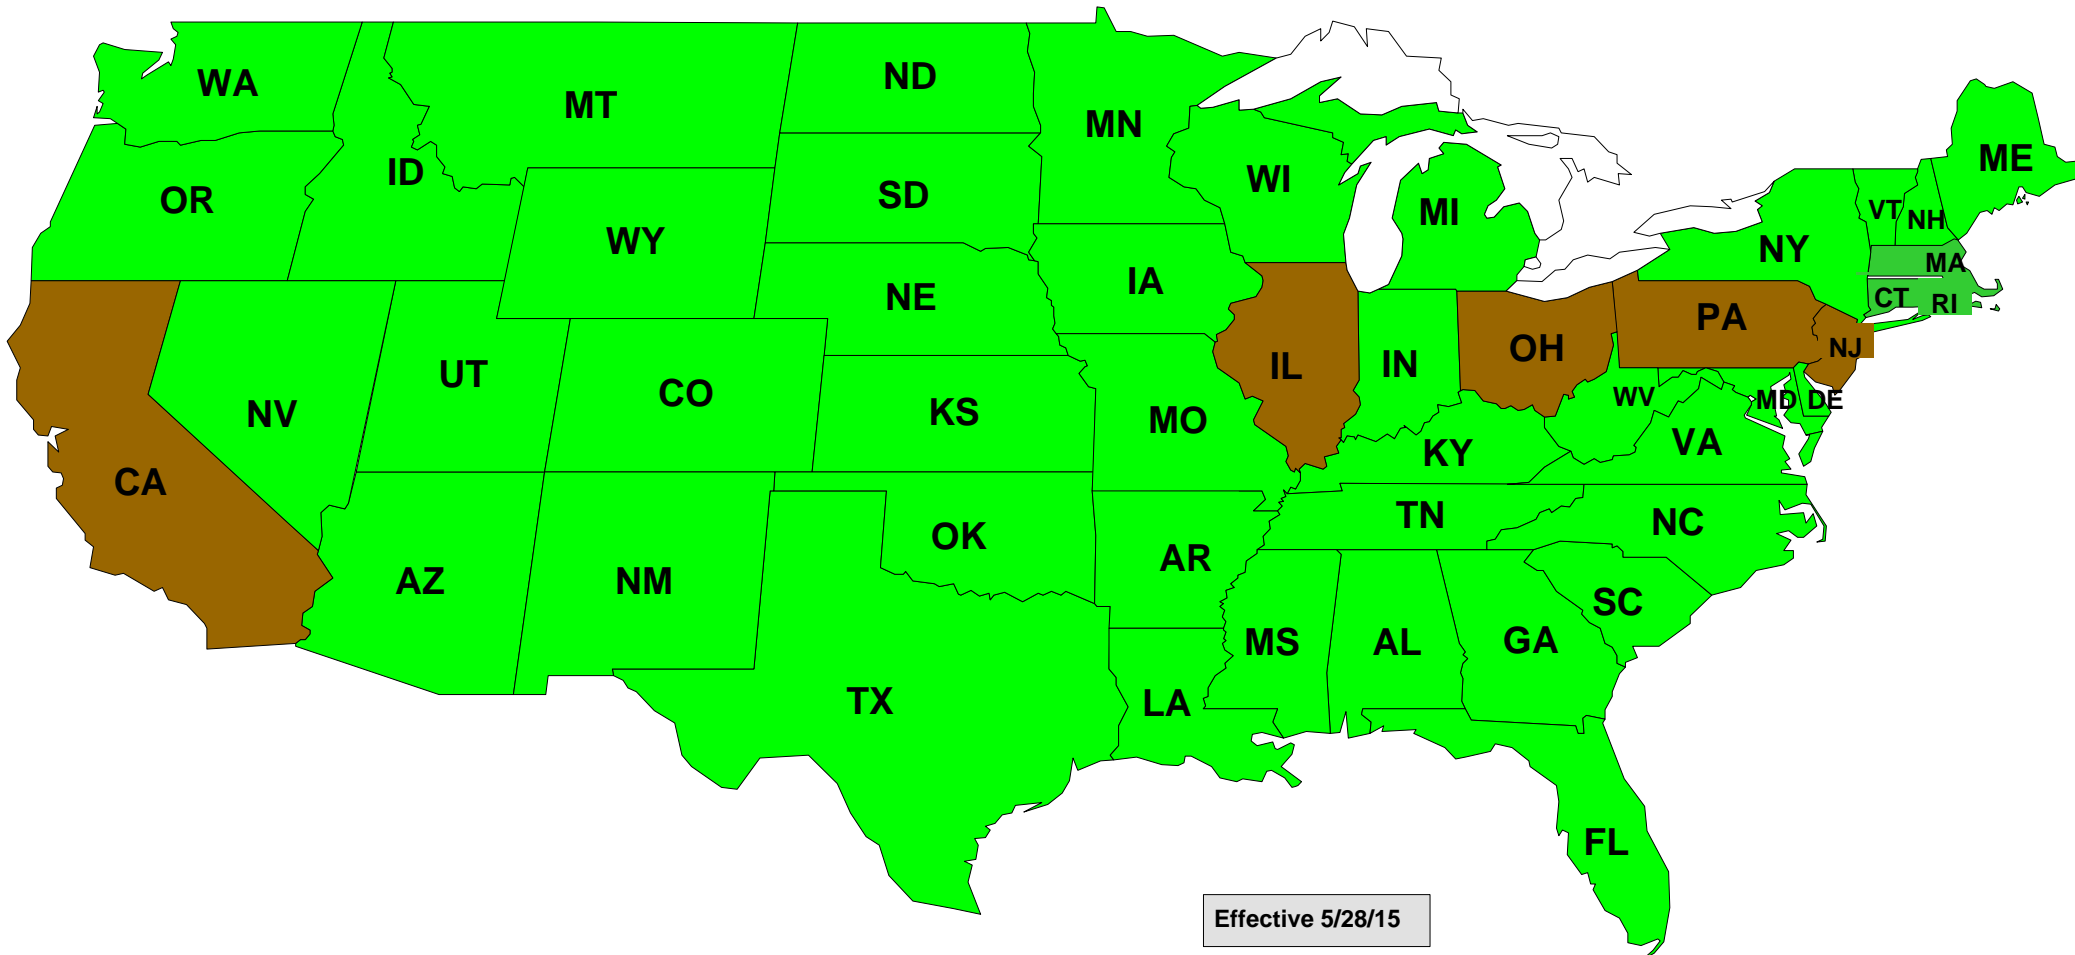 WA
MT
ND
MN
ME
OR
ID
SD
WI
MI
VT
NH
WY
NY
MA
IA
NE
CT
RI
PA
NJ
OH
IL
IN
UT
CO
NV
KS
MO
WV
MD
DE
VA
KY
CA
TN
NC
OK
AR
AZ
NM
SC
MS
AL
GA
TX
LA
FL
Effective 5/28/15